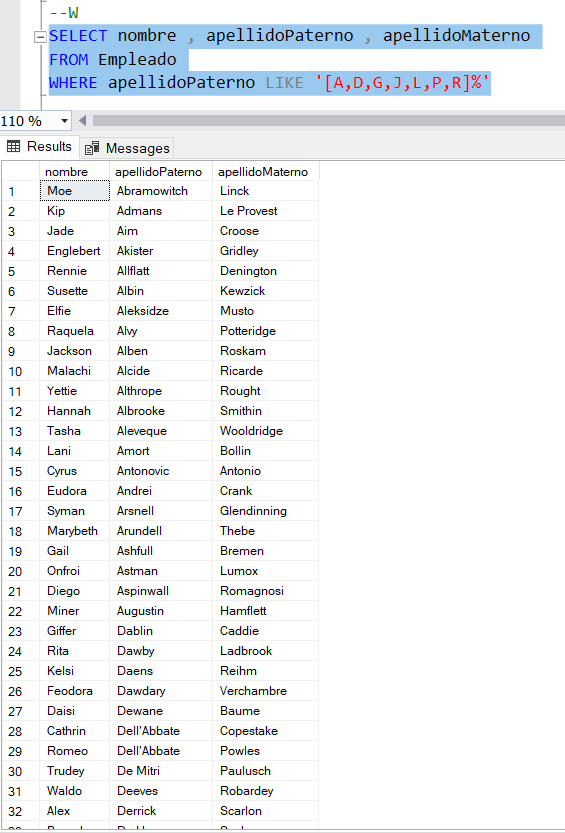 --W
SELECT nombre , apellidoPaterno , apellidoMaterno
FROM Empleado
WHERE apellidoPaterno LIKE '[A,D,G,J,L,P,R]%'
110 %
Results Messages
nombre apellidoPaterno apellidoMaterno
1 Moe Abramowitch Linck
2 Kip Admans Le Provest
3 Jade Aim Croose
4 Englebert Akister Gridley
5 Rennie Allflatt Denington
6 Susette Albin Kewzick
7 Elfie Aleksidze Musto
8 Raquela Alvy Potteridge
9 Jackson Alben Roskam
10 Malachi Alcide Ricarde
11 Yettie Althrope Rought
12 Hannah Albrooke Smithin
13 Tasha Aleveque Wooldridge
14 Lani Amort Bollin
15 Cyrus Antonovic Antonio
16 Eudora Andrei Crank
17 Syman Arsnell Glendinning
18 Marybeth Arundell Thebe
19 Gail Ashfull Bremen
20 Onfroi Astman Lumox
21 Diego Aspinwall Romagnosi
22 Miner Augustin Hamflett
23 Giffer Dablin Caddie
24 Rita Dawby Ladbrook
25 Kelsi Daens Reihm
26 Feodora Dawdary Verchambre
27 Daisi Dewane Baume
28 Cathrin Dell'Abbate Copestake
29 Romeo Dell'Abbate Powles
30 Trudey De Mitri Paulusch
31 Waldo Deeves Robardey
32 Alex Derrick Scarlon